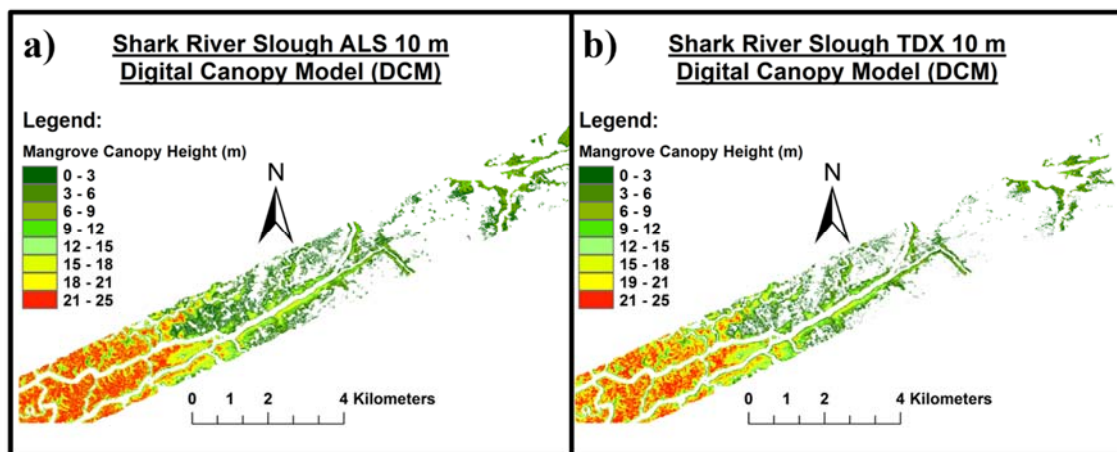 a)
Shark River Slough ALS 10 m
Digital Canopy Model (DCM)
Legend:
Mangrove Canopy Height (m)
0 - 3
3 - 6
6 - 9
9 - 12
12 - 15
15 - 18
18 - 21
21 - 25
N
0 1 2 4 Kilometers
b)
Shark River Slough TDX 10 m
Digital Canopy Model (DCM)
Legend:
Mangrove Canopy Height (m)
0 - 3
3 - 6
6 - 9
9 - 12
12 - 15
15 - 18
19 - 21
21 - 25
N
0 1 2 4 Kilometers